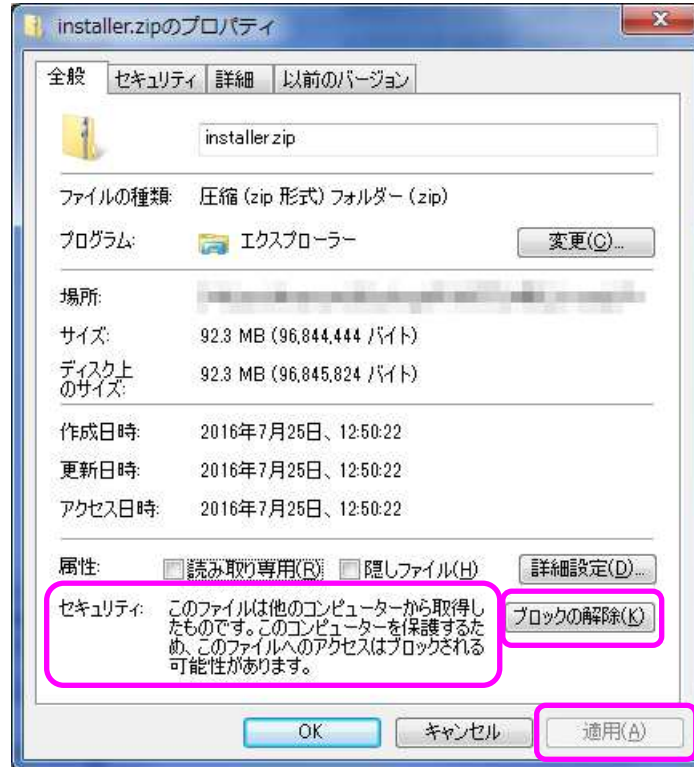 installer.zipのプロパティ
全般 セキュリティ 詳細 以前のバージョン
installer.zip
ファイルの種類: 圧縮 (zip 形式) フォルダー (zip)
プログラム: エクスプローラー 変更(C)...
場所:
サイズ: 92.3 MB (96,844,444 バイト)
ディスク上
のサイズ: 92.3 MB (96,845,824 バイト)
作成日時: 2016年7月25日、12:50:22
更新日時: 2016年7月25日、12:50:22
アクセス日時: 2016年7月25日、12:50:22
属性: 読み取り専用(R) 隠しファイル(H) 詳細設定(D)...
セキュリティ: このファイルは他のコンピューターから取得し
たものです。このコンピューターを保護するた
め、このファイルへのアクセスはブロックされる
可能性があります。
ブロックの解除(K)
OK キャンセル 適用(A)